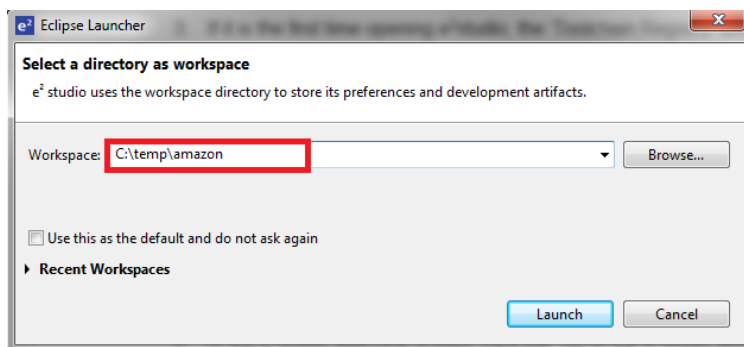 e² Eclipse Launcher
Select a directory as workspace
e² studio uses the workspace directory to store its preferences and development artifacts.
Workspace: C:\temp\amazon Browse...
Use this as the default and do not ask again
Recent Workspaces
Launch Cancel